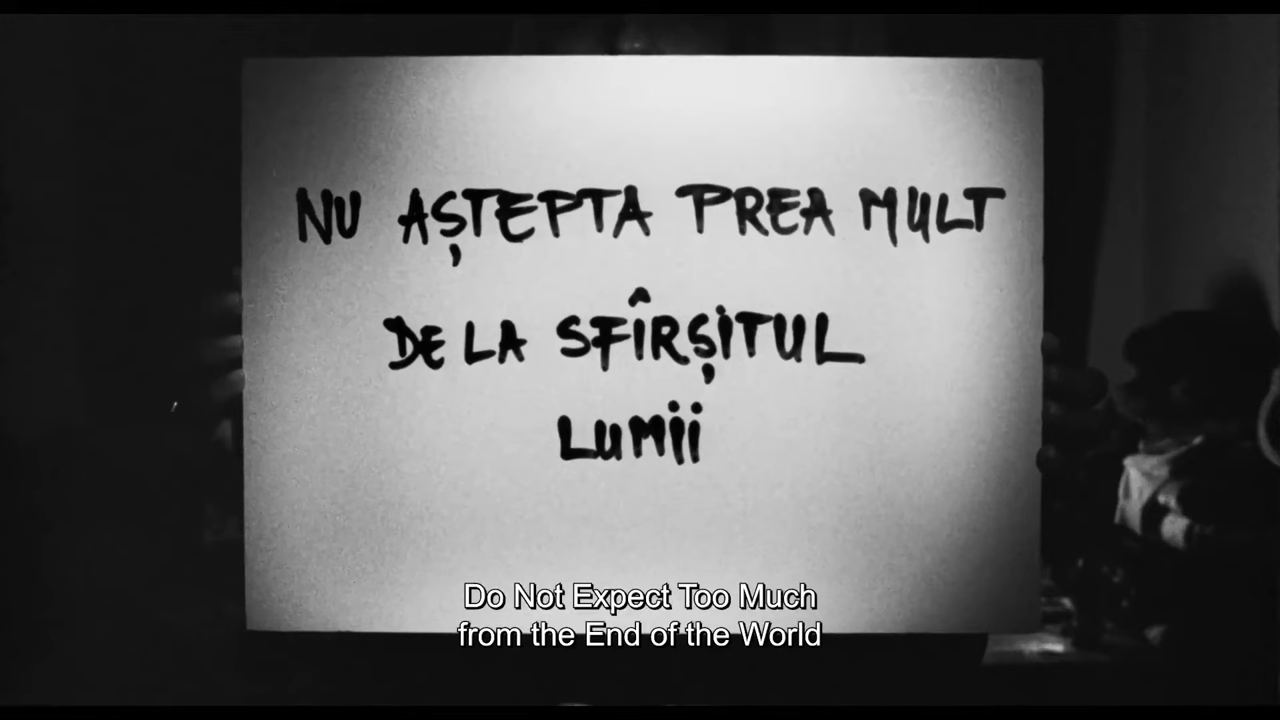 NU AȘTEPTA PREA MULT
DE LA SFÎRȘITUL
LUMII
Do Not Expect Too Much
from the End of the World